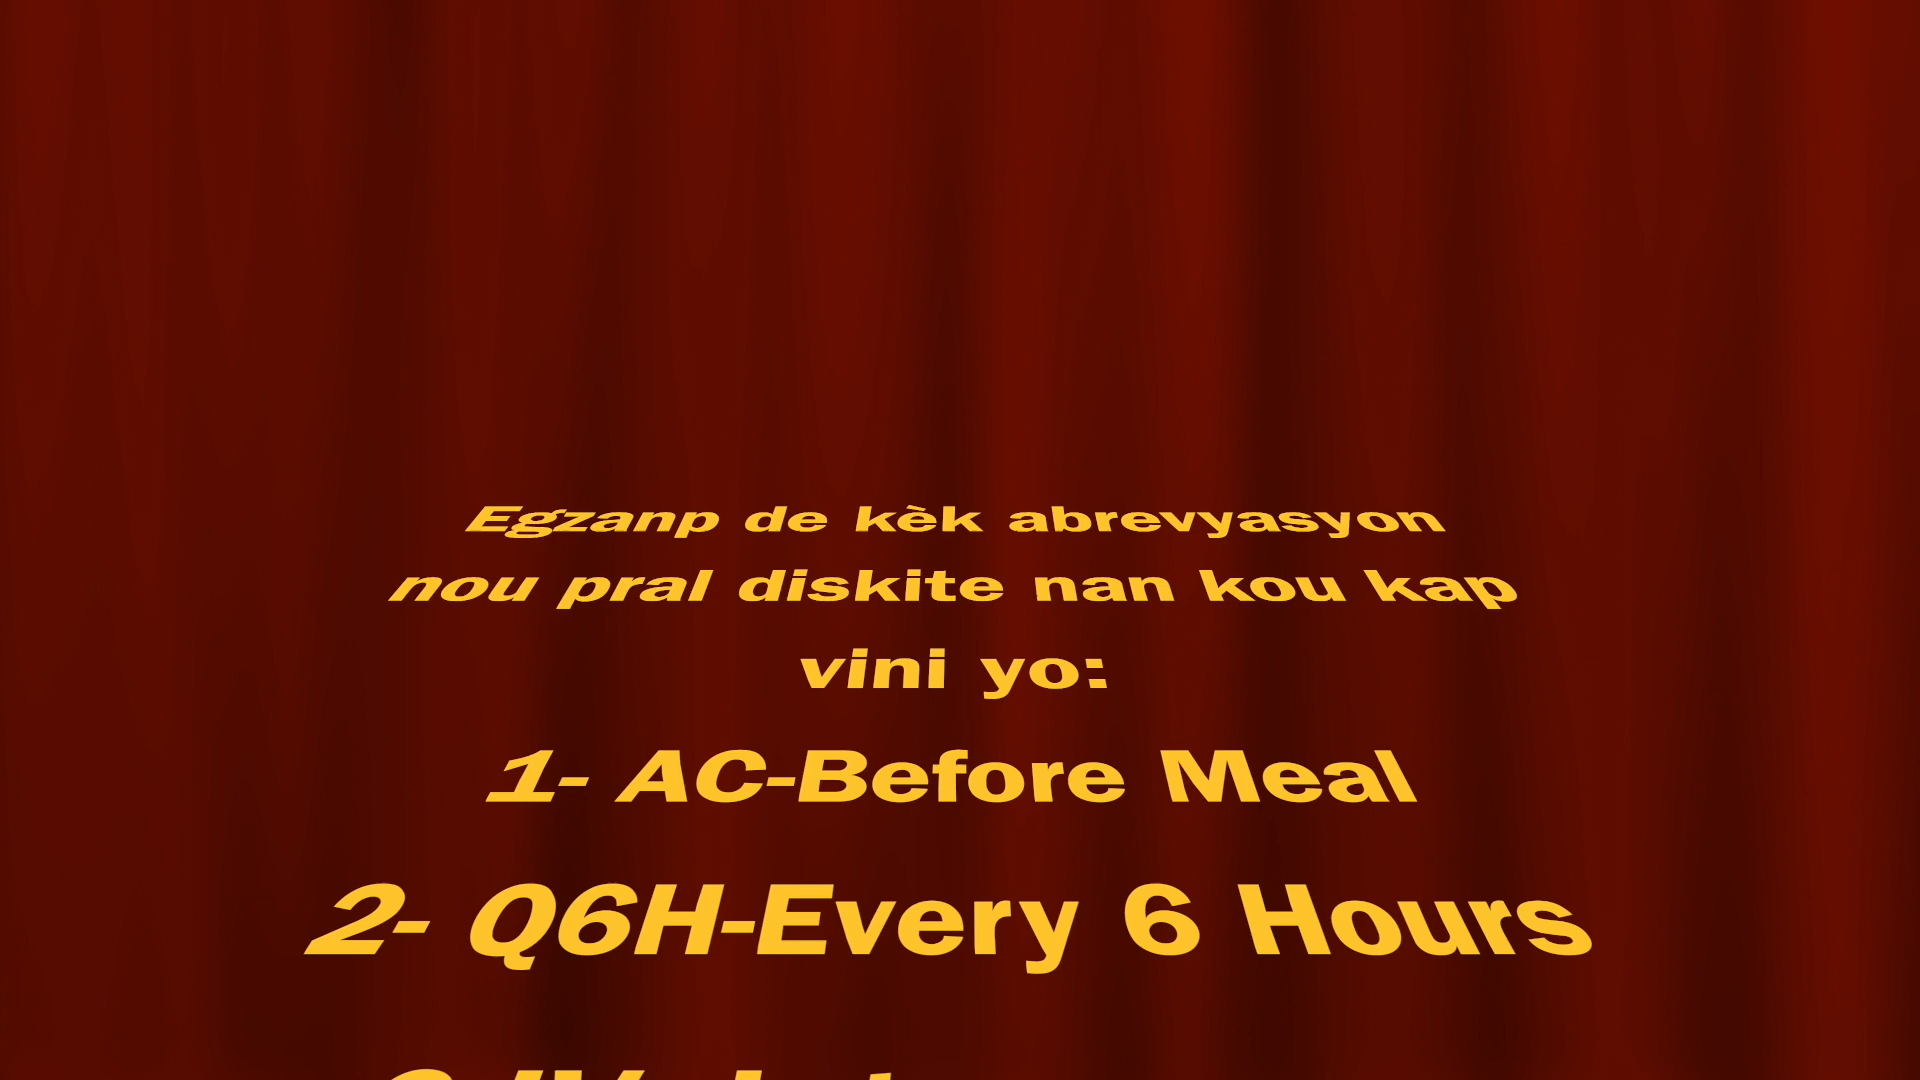 Egzanp de kèk abrevyasyon
nou pral diskite nan kou kap
vini yo:
1- AC-Before Meal
2- Q6H-Every 6 Hours